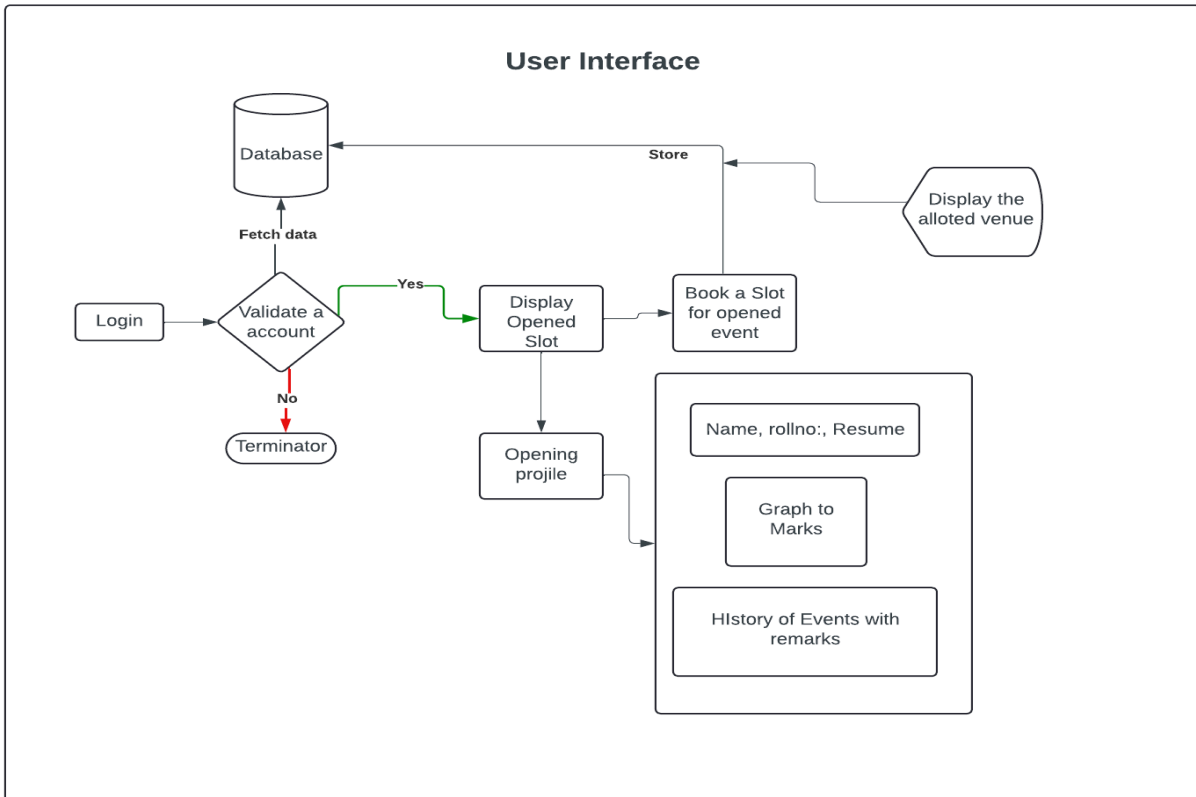 User Interface
Database
Store
Display the
alloted venue
Fetch data
Yes
Login
Validate a
account
Display
Opened
Slot
Book a Slot
for opened
event
No
Terminator
Opening
projile
Name, rollno:, Resume
Graph to
Marks
HIstory of Events with
remarks